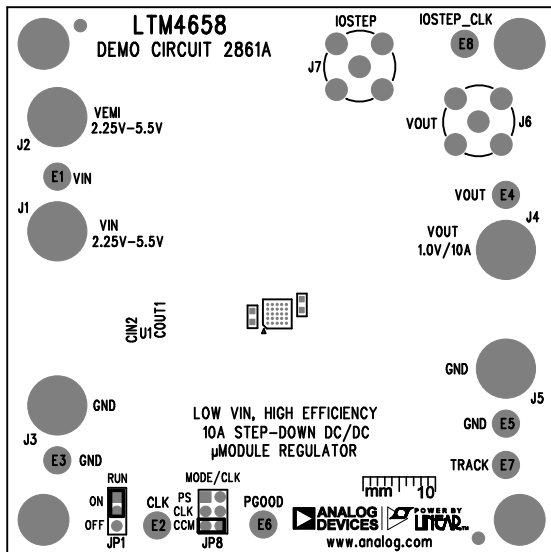 LTM4658
DEMO CIRCUIT 2861A
IOSTEP
J7
IOSTEP_CLK
E8
VEMI
2.25V-5.5V
J2
VOUT
J6
E1 VIN
J1
VIN
2.25V-5.5V
VOUT E4
J4
VOUT
1.0V/10A
CIN2
U1
COUT1
GND
J3
E3 GND
GND
J5
GND E5
TRACK E7
LOW VIN, HIGH EFFICIENCY
10A STEP-DOWN DC/DC
µMODULE REGULATOR
RUN
ON
OFF
JP1
CLK
E2
MODE/CLK
PS
CLK
CCM
JP8
PGOOD
E6
mm 10
ANALOG
DEVICES
POWER BY
LINEAR™
www.analog.com